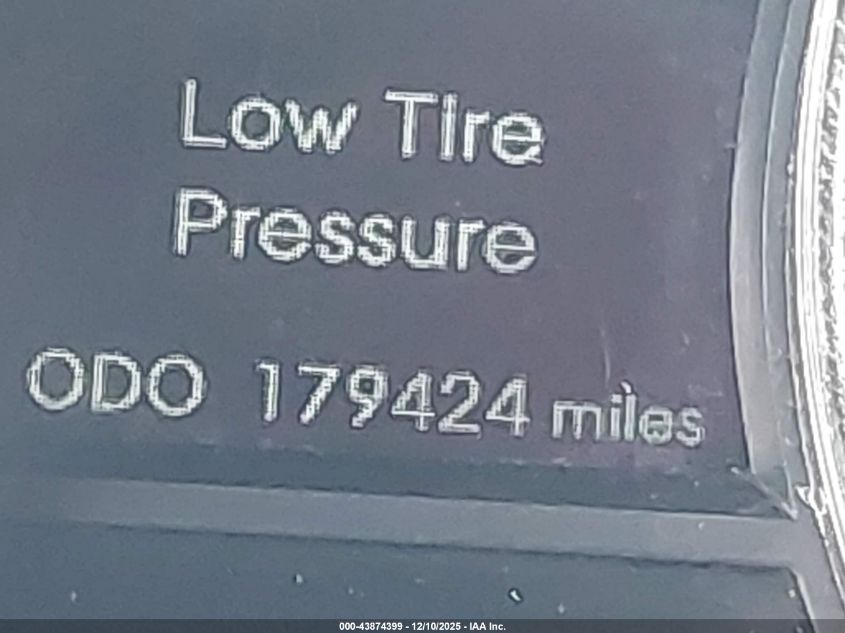 Low Tire
Pressure
ODO 179424 miles
000-43874399 - 12/10/2025 - IAA Inc.